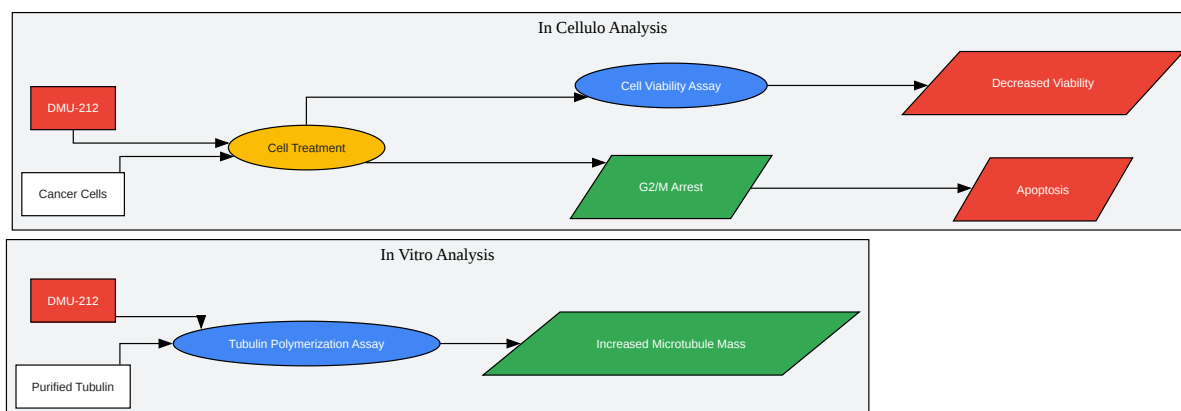 In Cellulo Analysis
DMU-212
Cancer Cells
Cell Treatment
Cell Viability Assay
Decreased Viability
G2/M Arrest
Apoptosis
In Vitro Analysis
DMU-212
Purified Tubulin
Tubulin Polymerization Assay
Increased Microtubule Mass